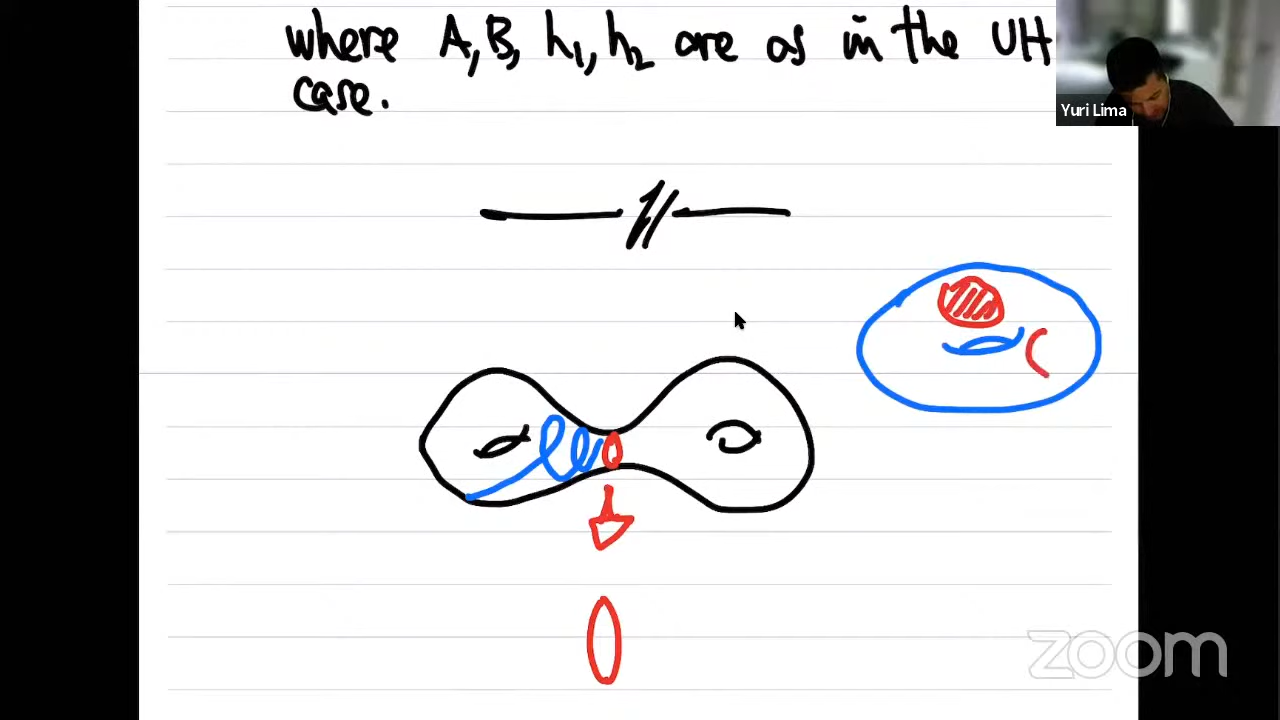 where A, B, h₁, h₂ are as in the UH
case.
Yuri Lima
zoom